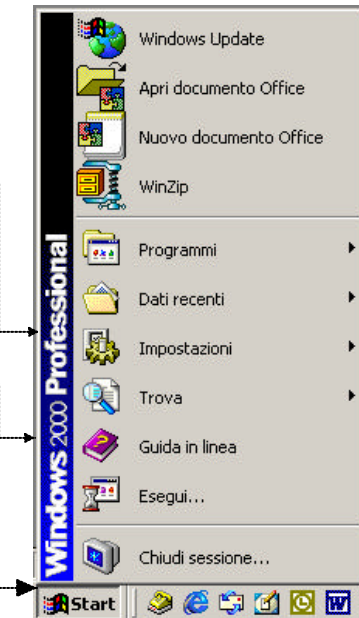 Windows Update
Apri documento Office
Nuovo documento Office
WinZip
Programmi
Dati recenti
Impostazioni
Trova
Guida in linea
Esegui...
Chiudi sessione...
Windows 2000 Professional
Start